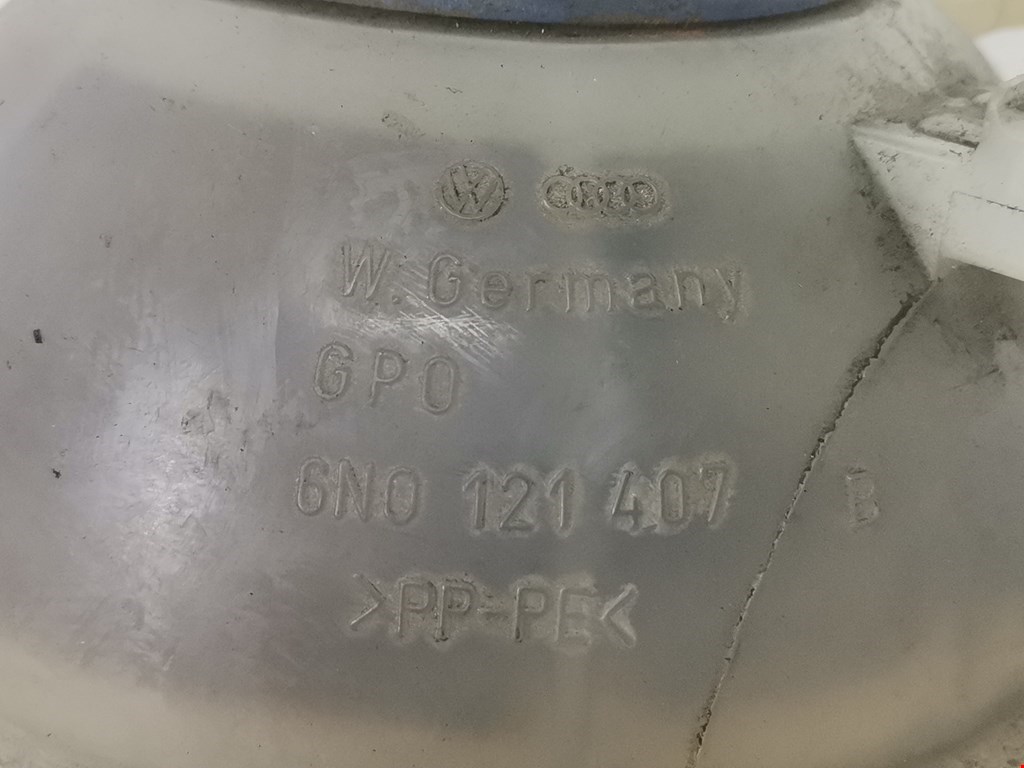 W. Germany
GPO
6N0 121 407 B
>PP-PE<